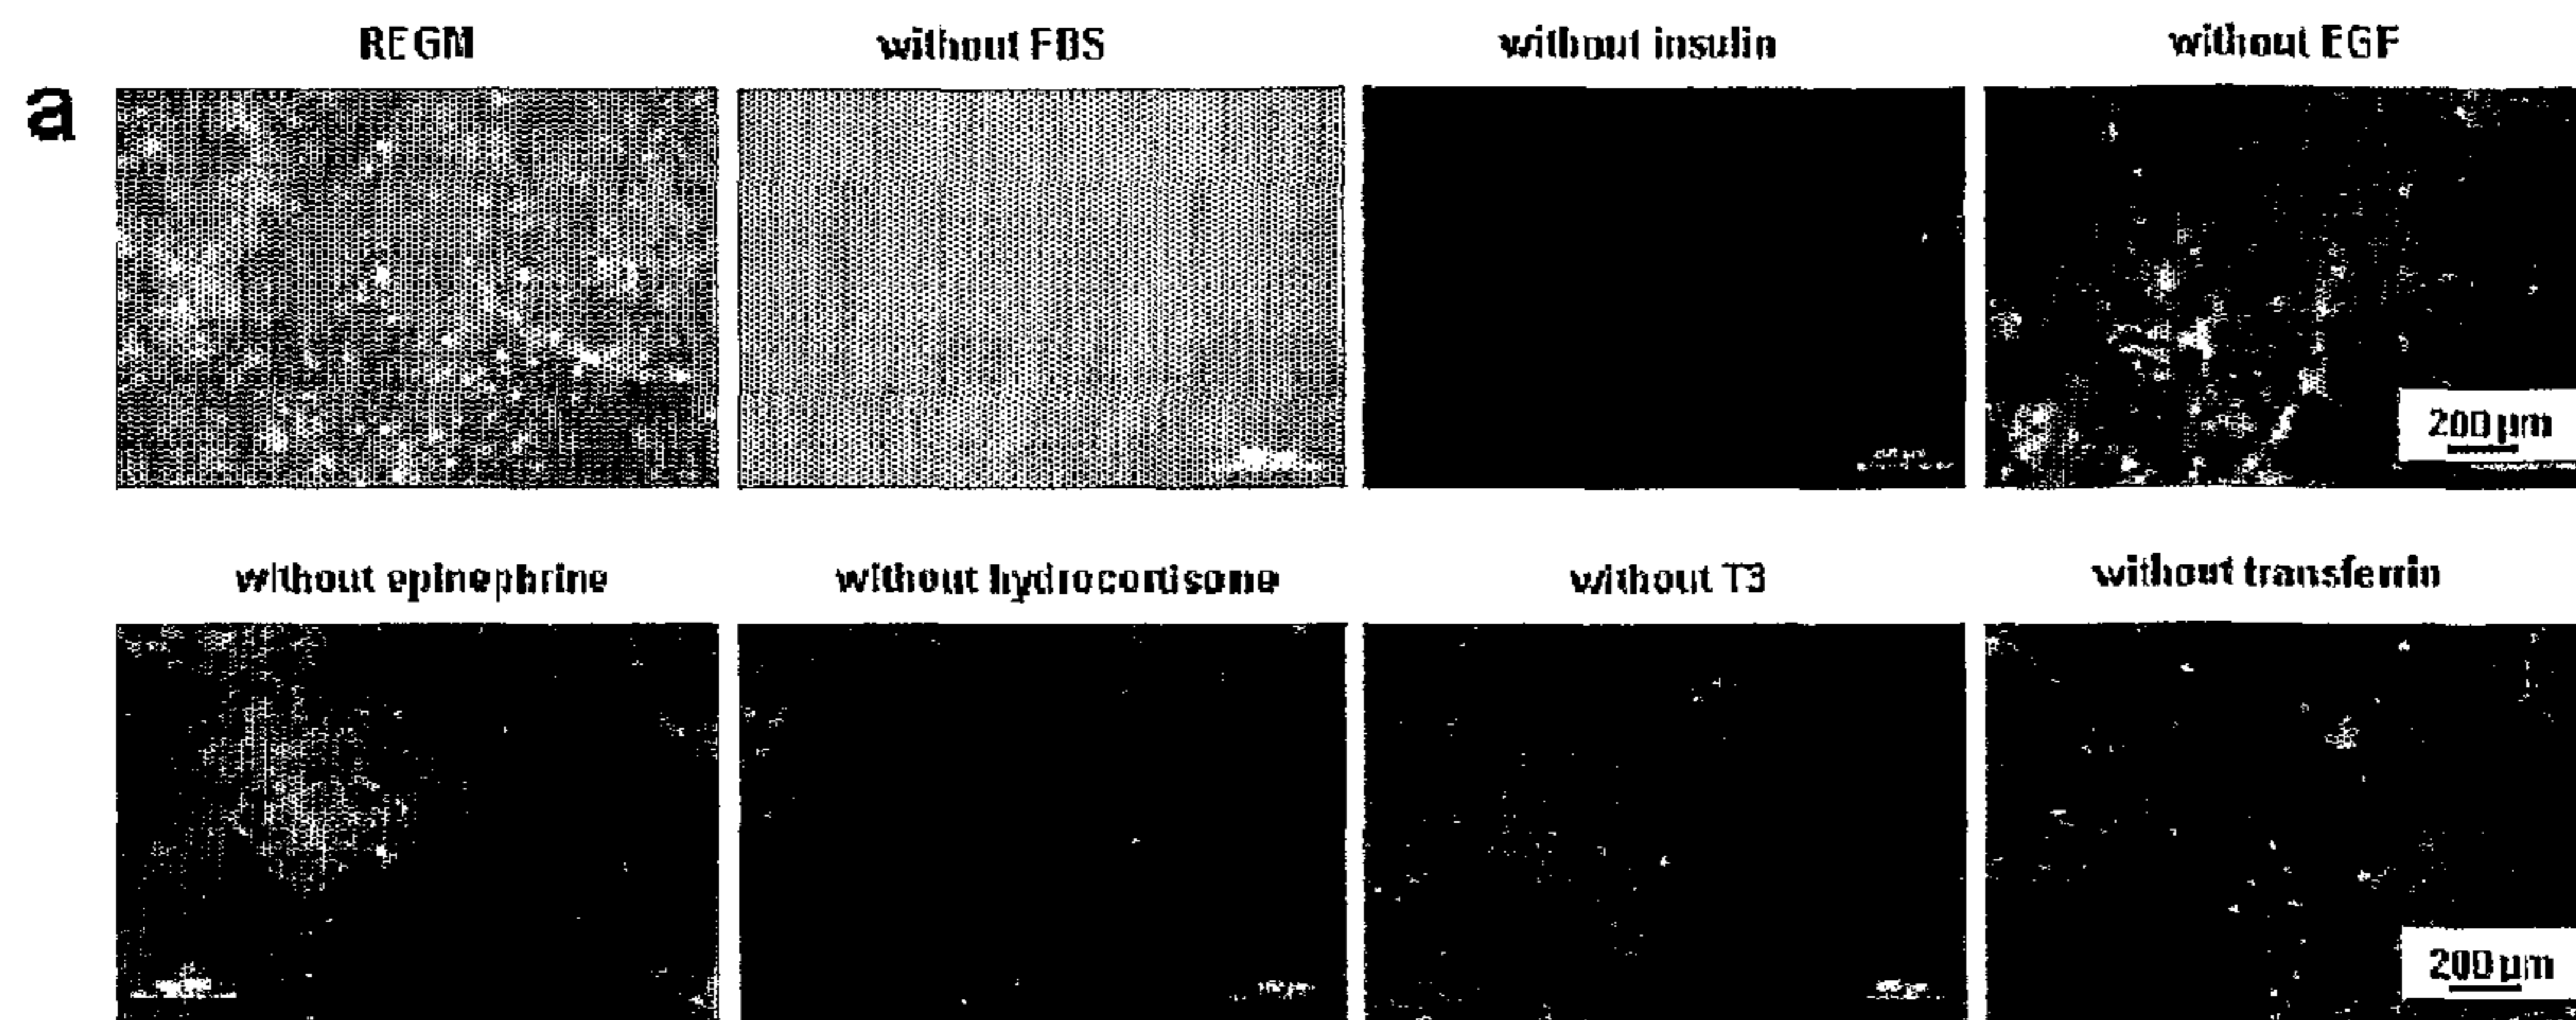 REGM
without FBS
without insulin
without EGF
a
200 µm
without epinephrine
without hydrocortisone
without T3
without transferrin
200 µm